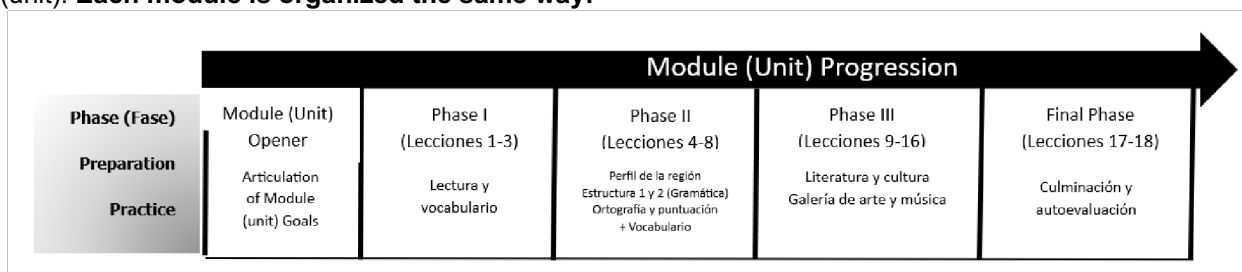 (unit). Each module is organized the same way:
Module (Unit) Progression
Phase (Fase)
Preparation
Practice
Module (Unit)
Opener
Articulation
of Module
(unit) Goals
Phase I
(Lecciones 1-3)
Lectura y
vocabulario
Phase II
(Lecciones 4-8)
Perfil de la región
Estructura 1 y 2 (Gramática)
Ortografía y puntuación
+ Vocabulario
Phase III
(Lecciones 9-16)
Literatura y cultura
Galería de arte y música
Final Phase
(Lecciones 17-18)
Culminación y
autoevaluación